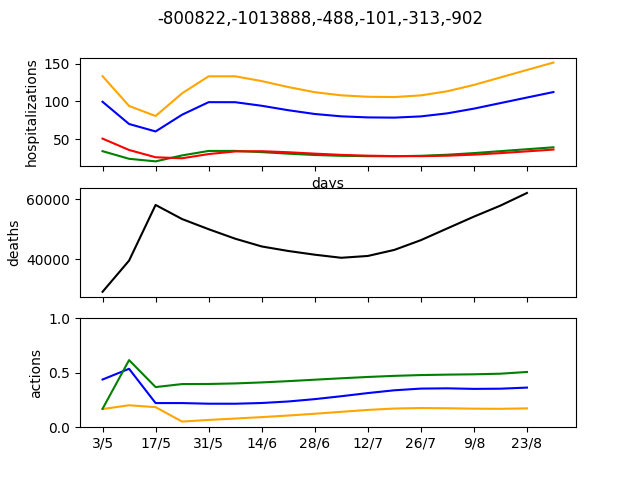 -800822,-1013888,-488,-101,-313,-902
150
100
50
hospitalizations
days
60000
40000
deaths
1.0
0.5
0.0
actions
3/5 17/5 31/5 14/6 28/6 12/7 26/7 9/8 23/8